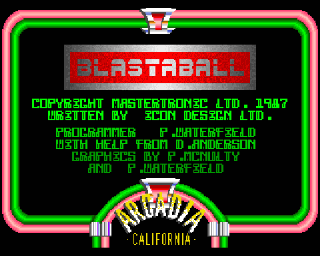 BLASTABALL
COPYRIGHT MASTERTRONIC LTD. 1987
WRITTEN BY ICON DESIGN LTD.
PROGRAMMER P.WATERFIELD
WITH HELP FROM D.ANDERSON
GRAPHICS BY P.MCNULTY
AND P.WATERFIELD
ARCADIA
· CALIFORNIA ·